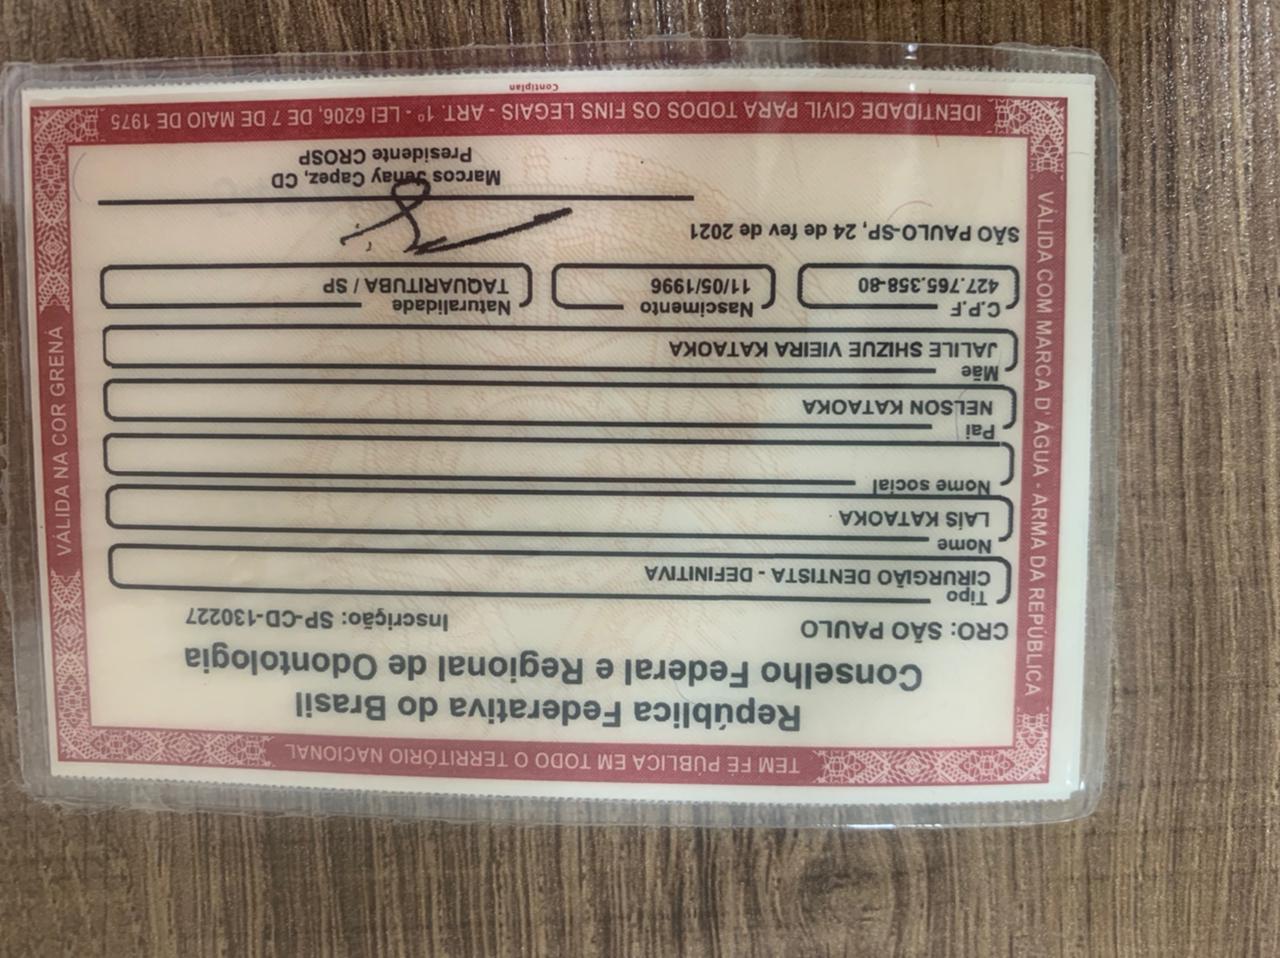 TEM FÉ PÚBLICA EM TODO O TERRITÓRIO NACIONAL
República Federativa do Brasil
Conselho Federal e Regional de Odontologia
CRO: SÃO PAULO Inscrição: SP-CD-130227
Tipo
CIRURGIÃO DENTISTA - DEFINITIVA
Nome
LAÍS KATAOKA
Nome social
Pai
NELSON KATAOKA
Mãe
JALILE SHIZUE VIEIRA KATAOKA
C.P.F Nascimento Naturalidade
427.765.358-80 11/05/1996 TAQUARITUBA / SP
SÃO PAULO-SP, 24 de fev de 2021
Marcos Jenay Capez, CD
Presidente CROSP
IDENTIDADE CIVIL PARA TODOS OS FINS LEGAIS - ART. 1º - LEI 6206, DE 7 DE MAIO DE 1975
VÁLIDA COM MARCA D' ÁGUA - ARMA DA REPÚBLICA
VÁLIDA NA COR GRENÁ
Contiplan